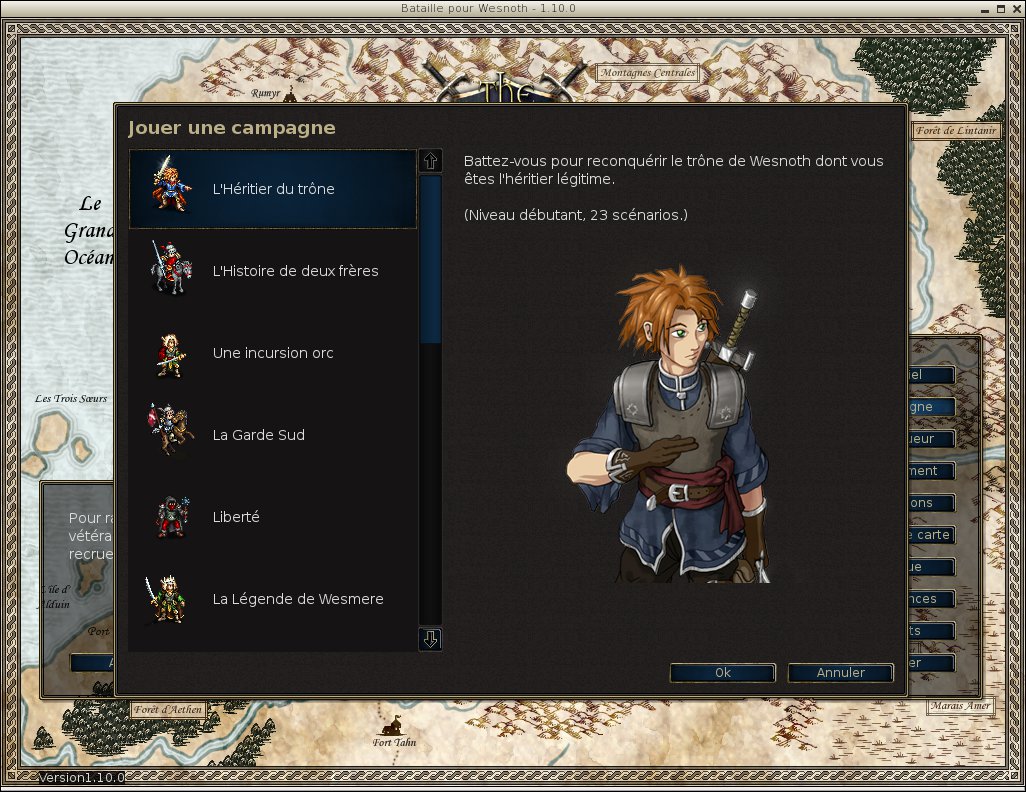 Bataille pour Wesnoth - 1.10.0
Montagnes Centrales
Rumyr
The
Forêt de Lintanir
Jouer une campagne
L'Héritier du trône
L'Histoire de deux frères
Une incursion orc
La Garde Sud
Liberté
La Légende de Wesmere
Battez-vous pour reconquérir le trône de Wesnoth dont vous
êtes l'héritier légitime.
(Niveau débutant, 23 scénarios.)
Ok
Annuler
Le
Grand
Océan
Les Trois Sœurs
Pour
L'île d'
Alduin
Port
e carte
Forêt d'Aethen
Fort Tahn
Marais Amer
Version1.10.0